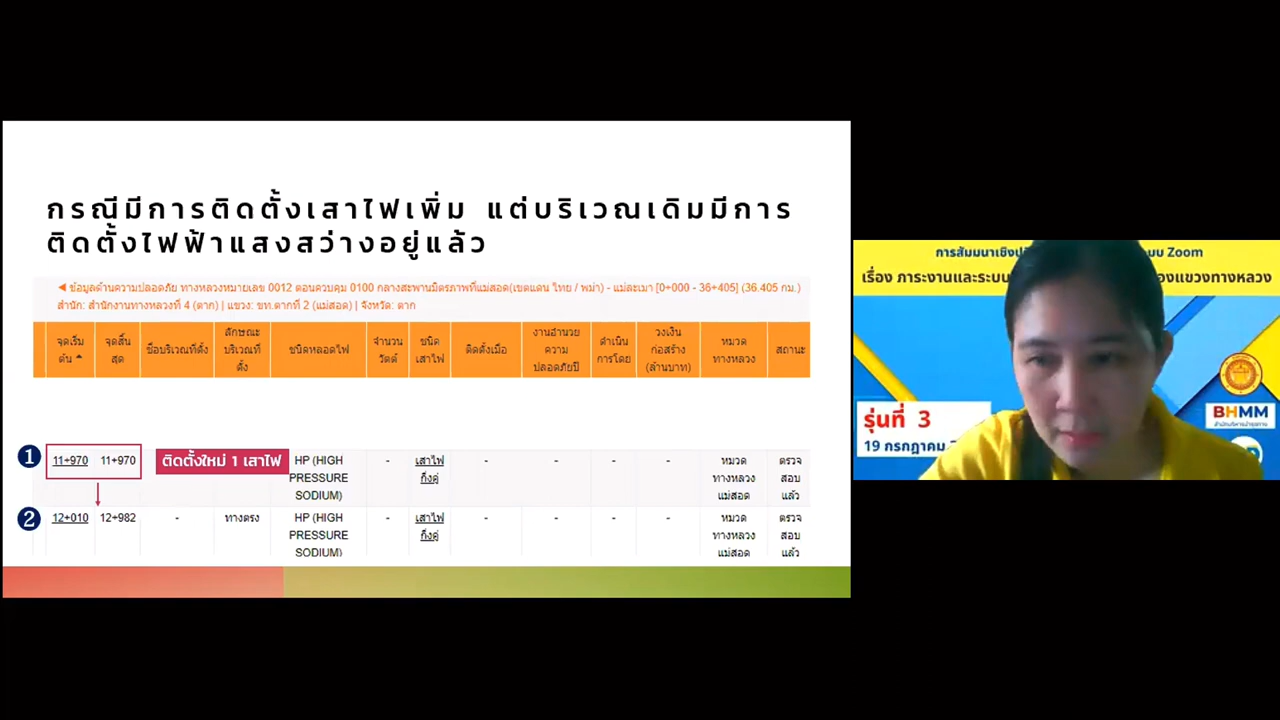 กรณีมีการติดตั้งเสาไฟเพิ่ม แต่บริเวณเดิมมีการ
ติดตั้งไฟฟ้าแสงสว่างอยู่แล้ว
◀ ข้อมูลด้านความปลอดภัย ทางหลวงหมายเลข 0012 ตอนควบคุม 0100 กลางสะพานมิตรภาพที่แม่สอด(เขตแดน ไทย / พม่า) - แม่ละเมา [0+000 - 36+405] (36.405 กม.)
สำนัก: สำนักงานทางหลวงที่ 4 (ตาก) | แขวง: ขท.ตากที่ 2 (แม่สอด) | จังหวัด: ตาก
จุดเริ่มต้น จุดสิ้นสุด ชื่อบริเวณที่ตั้ง ลักษณะบริเวณที่ตั้ง ชนิดหลอดไฟ จำนวนวัตต์ ชนิดเสาไฟ ติดตั้งเมื่อ งานอำนวยความปลอดภัยปี ดำเนินการโดย วงเงินก่อสร้าง (ล้านบาท) หมวดทางหลวง สถานะ
1 11+970 11+970 ติดตั้งใหม่ 1 เสาไฟ HP (HIGH PRESSURE SODIUM) - เสาไฟกิ่งคู่ - - - - หมวดทางหลวงแม่สอด ตรวจสอบแล้ว
2 12+010 12+982 - ทางตรง HP (HIGH PRESSURE SODIUM) - เสาไฟกิ่งคู่ - - - - หมวดทางหลวงแม่สอด ตรวจสอบแล้ว
การสัมมนาเชิง Zoom
เรื่อง ภาระงานและระบบ องแขวงทางหลวง
รุ่นที่ 3
19 กรกฎาคม
BHMM
สำนักบริหารบำรุงทาง